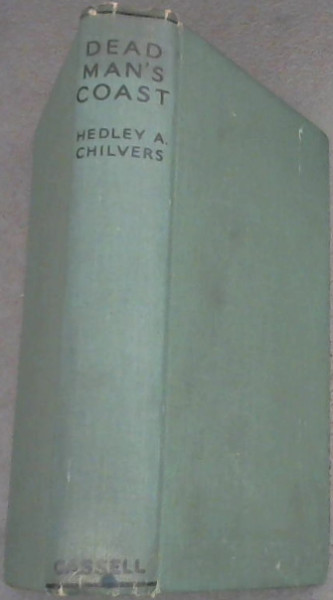 DEAD
MAN'S
COAST
HEDLEY A.
CHILVERS
CASSELL